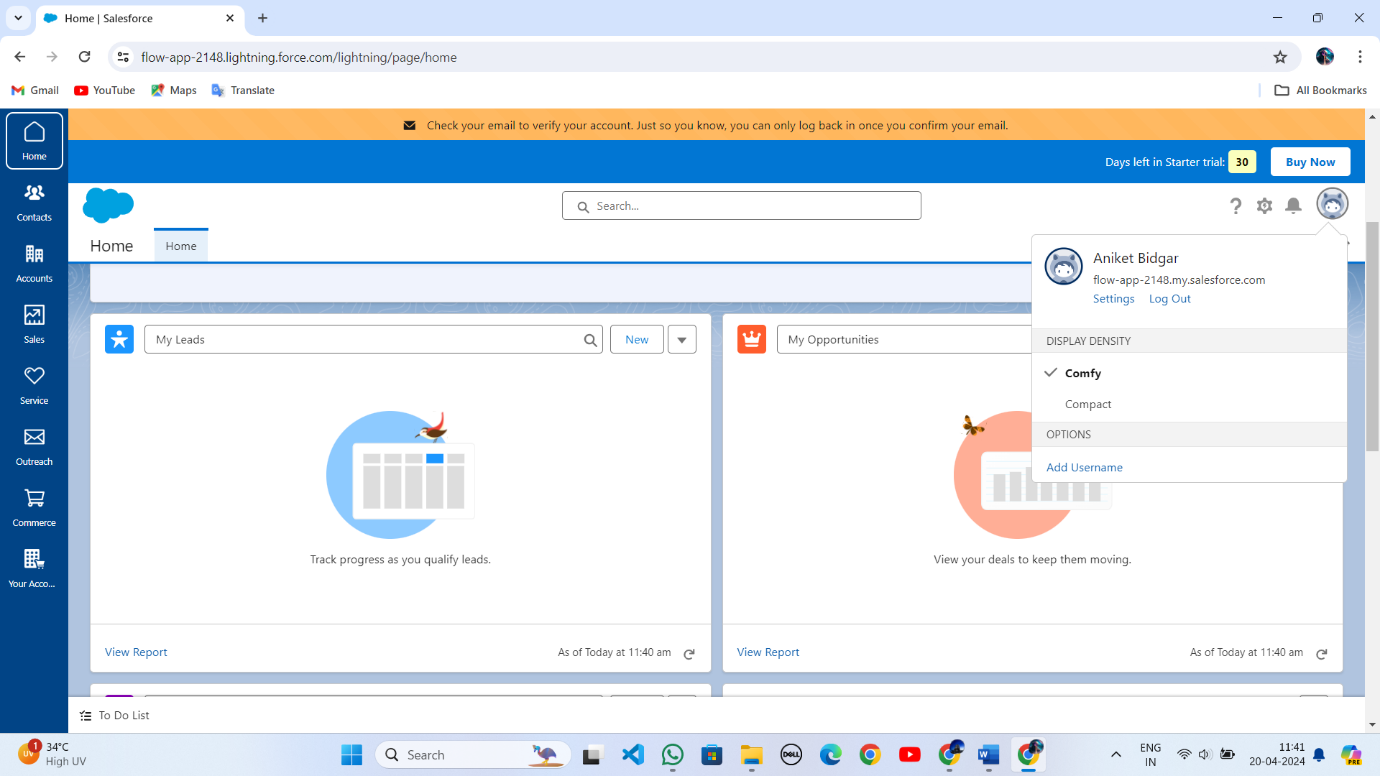 Home | Salesforce
flow-app-2148.lightning.force.com/lightning/page/home
Gmail YouTube Maps Translate All Bookmarks
Check your email to verify your account. Just so you know, you can only log back in once you confirm your email.
Days left in Starter trial: 30 Buy Now
Home
Contacts
Accounts
Sales
Service
Outreach
Commerce
Your Acco...
Search...
Home Home
Aniket Bidgar
flow-app-2148.my.salesforce.com
Settings Log Out
DISPLAY DENSITY
Comfy
Compact
OPTIONS
Add Username
My Leads New
Track progress as you qualify leads.
View Report As of Today at 11:40 am
My Opportunities
View your deals to keep them moving.
View Report As of Today at 11:40 am
To Do List
UV 1
34°C
High UV
Search
DELL
ENG
IN
11:41
20-04-2024
PRE